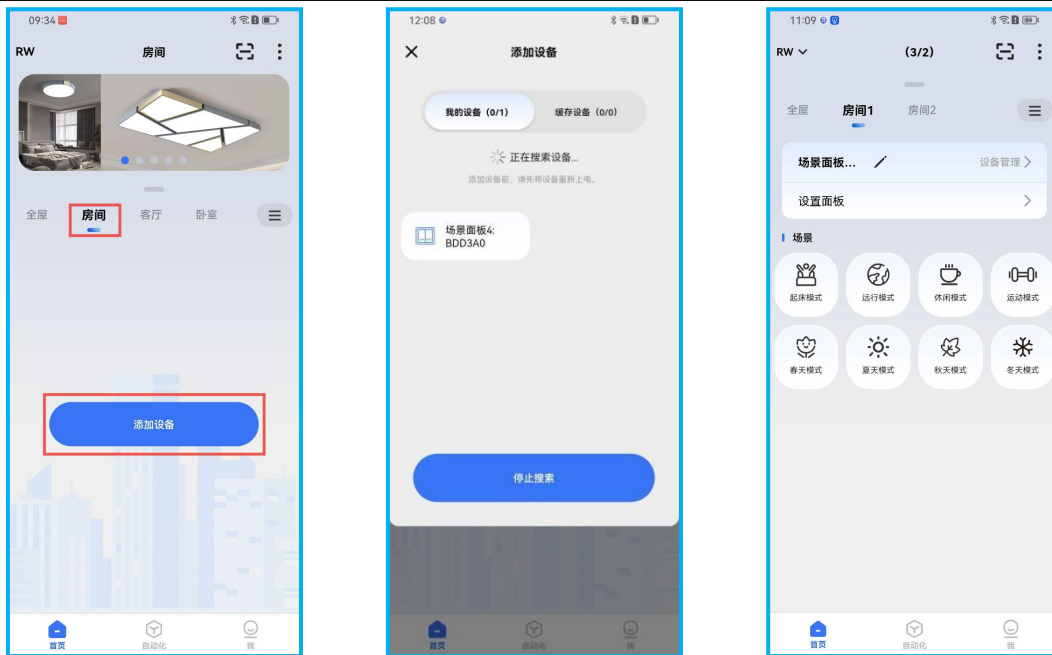 09:34
RW
房间
全屋
房间
客厅
卧室
添加设备
首页
自动化
我
12:08
添加设备
我的设备（0/1）
缓存设备（0/0）
正在搜索设备...
添加设备前，请先将设备重新上电。
场景面板4:
BDD3A0
停止搜索
首页
自动化
我
11:09
RW
(3/2)
全屋
房间1
房间2
场景面板...
设备管理
设置面板
场景
起床模式
远行模式
休闲模式
运动模式
春天模式
夏天模式
秋天模式
冬天模式
首页
自动化
我